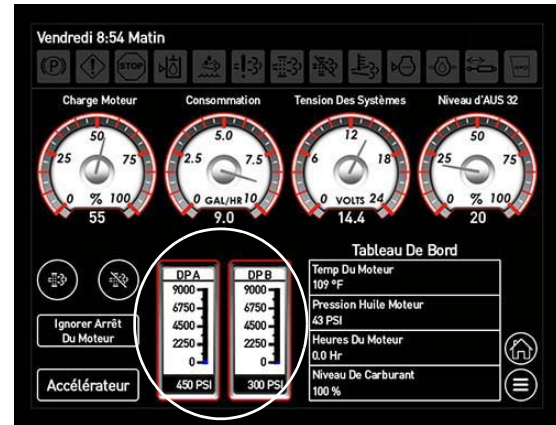 Vendredi 8:54 Matin
(P) STOP
Charge Moteur Consommation Tension Des Systèmes Niveau d'AUS 32
50 5.0 12 50
25 75 2.5 7.5 6 18 25 75
0 % 100 0 GAL/HR 10 0 VOLTS 24 0 % 100
55 9.0 14.4 20
Tableau De Bord
DP A DP B
9000 9000
6750 6750
4500 4500
2250 2250
0 0
450 PSI 300 PSI
Ignorer Arrêt
Du Moteur
Accélérateur
Temp Du Moteur
109 °F
Pression Huile Moteur
43 PSI
Heures Du Moteur
0.0 Hr
Niveau De Carburant
100 %